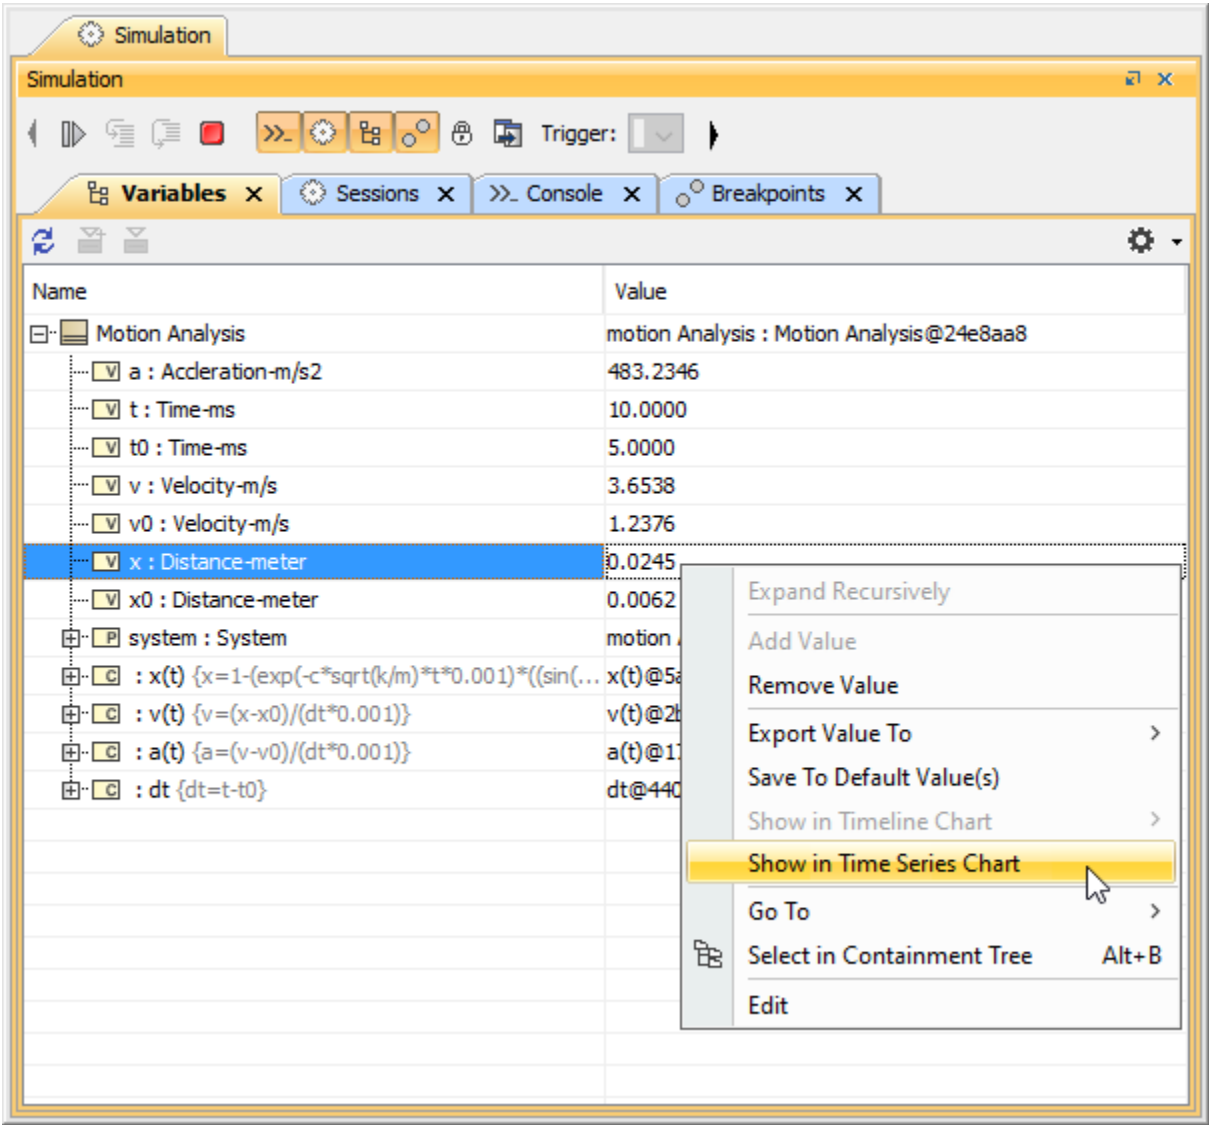 Simulation
Simulation
Trigger:
Variables Sessions Console Breakpoints
Name Value
Motion Analysis motion Analysis : Motion Analysis@24e8aa8
a : Accleration-m/s2 483.2346
t : Time-ms 10.0000
t0 : Time-ms 5.0000
v : Velocity-m/s 3.6538
v0 : Velocity-m/s 1.2376
x : Distance-meter 0.0245
x0 : Distance-meter 0.0062
system : System motion
: x(t) {x=1-(exp(-c*sqrt(k/m)*t*0.001)*((sin(... x(t)@5a
: v(t) {v=(x-x0)/(dt*0.001)} v(t)@2b
: a(t) {a=(v-v0)/(dt*0.001)} a(t)@17
: dt {dt=t-t0} dt@440
Expand Recursively
Add Value
Remove Value
Export Value To
Save To Default Value(s)
Show in Timeline Chart
Show in Time Series Chart
Go To
Select in Containment Tree Alt+B
Edit